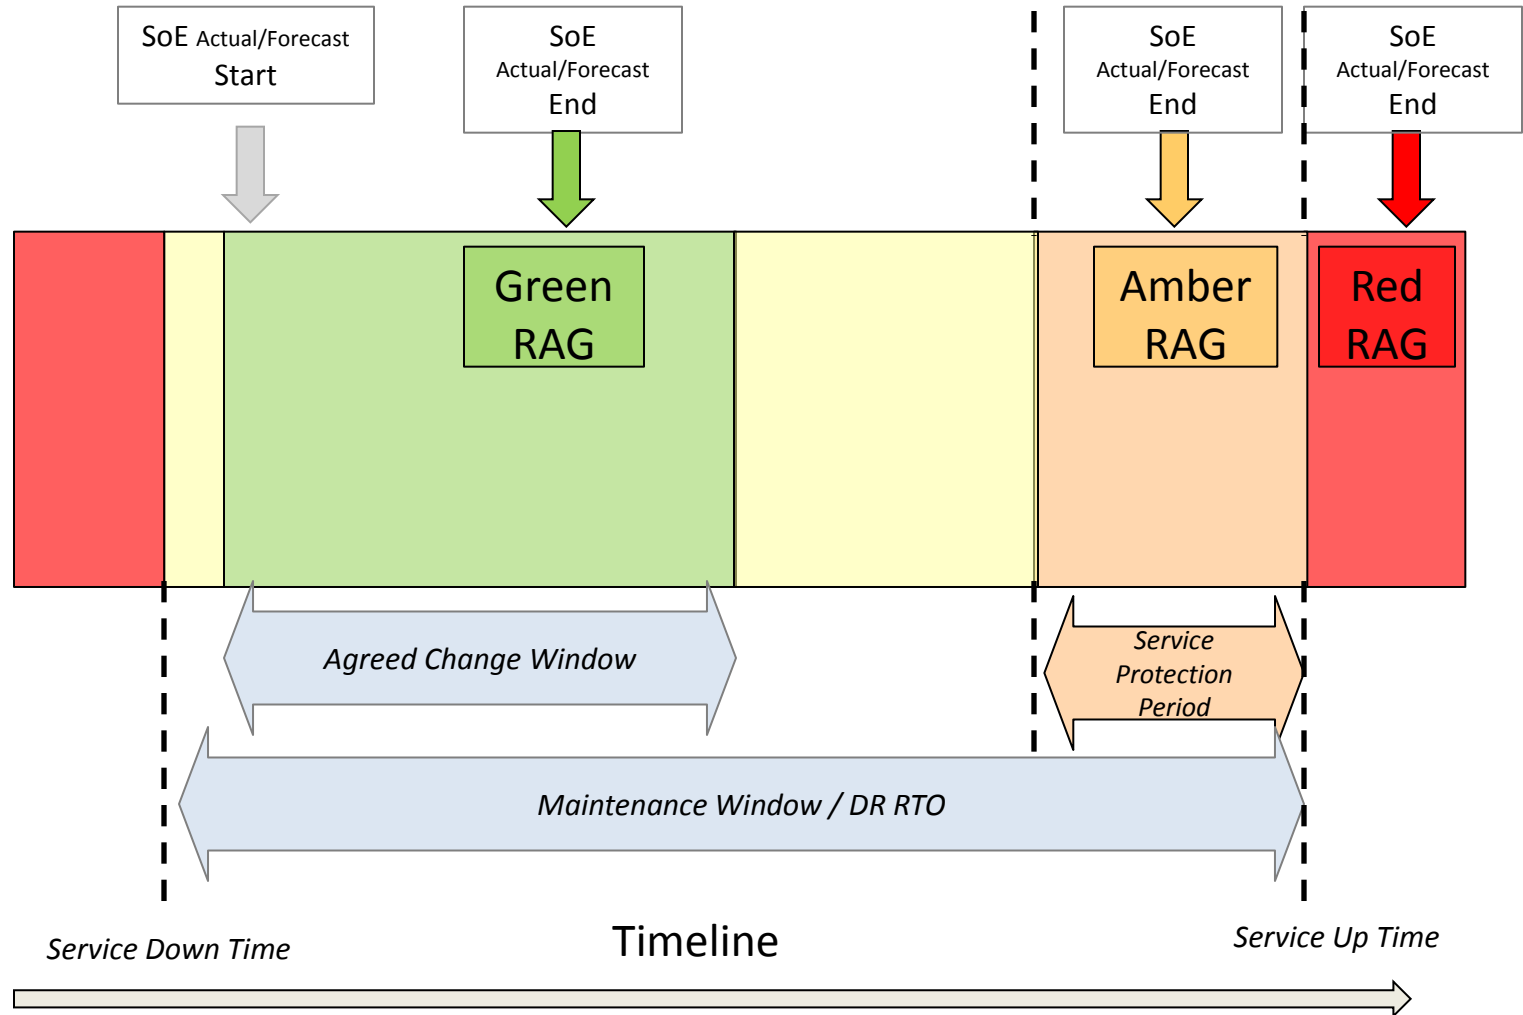 SoE Actual/Forecast
Start
SoE
Actual/Forecast
End
SoE
Actual/Forecast
End
SoE
Actual/Forecast
End
Green
RAG
Amber
RAG
Red
RAG
Agreed Change Window
Service
Protection
Period
Maintenance Window / DR RTO
Service Down Time
Timeline
Service Up Time